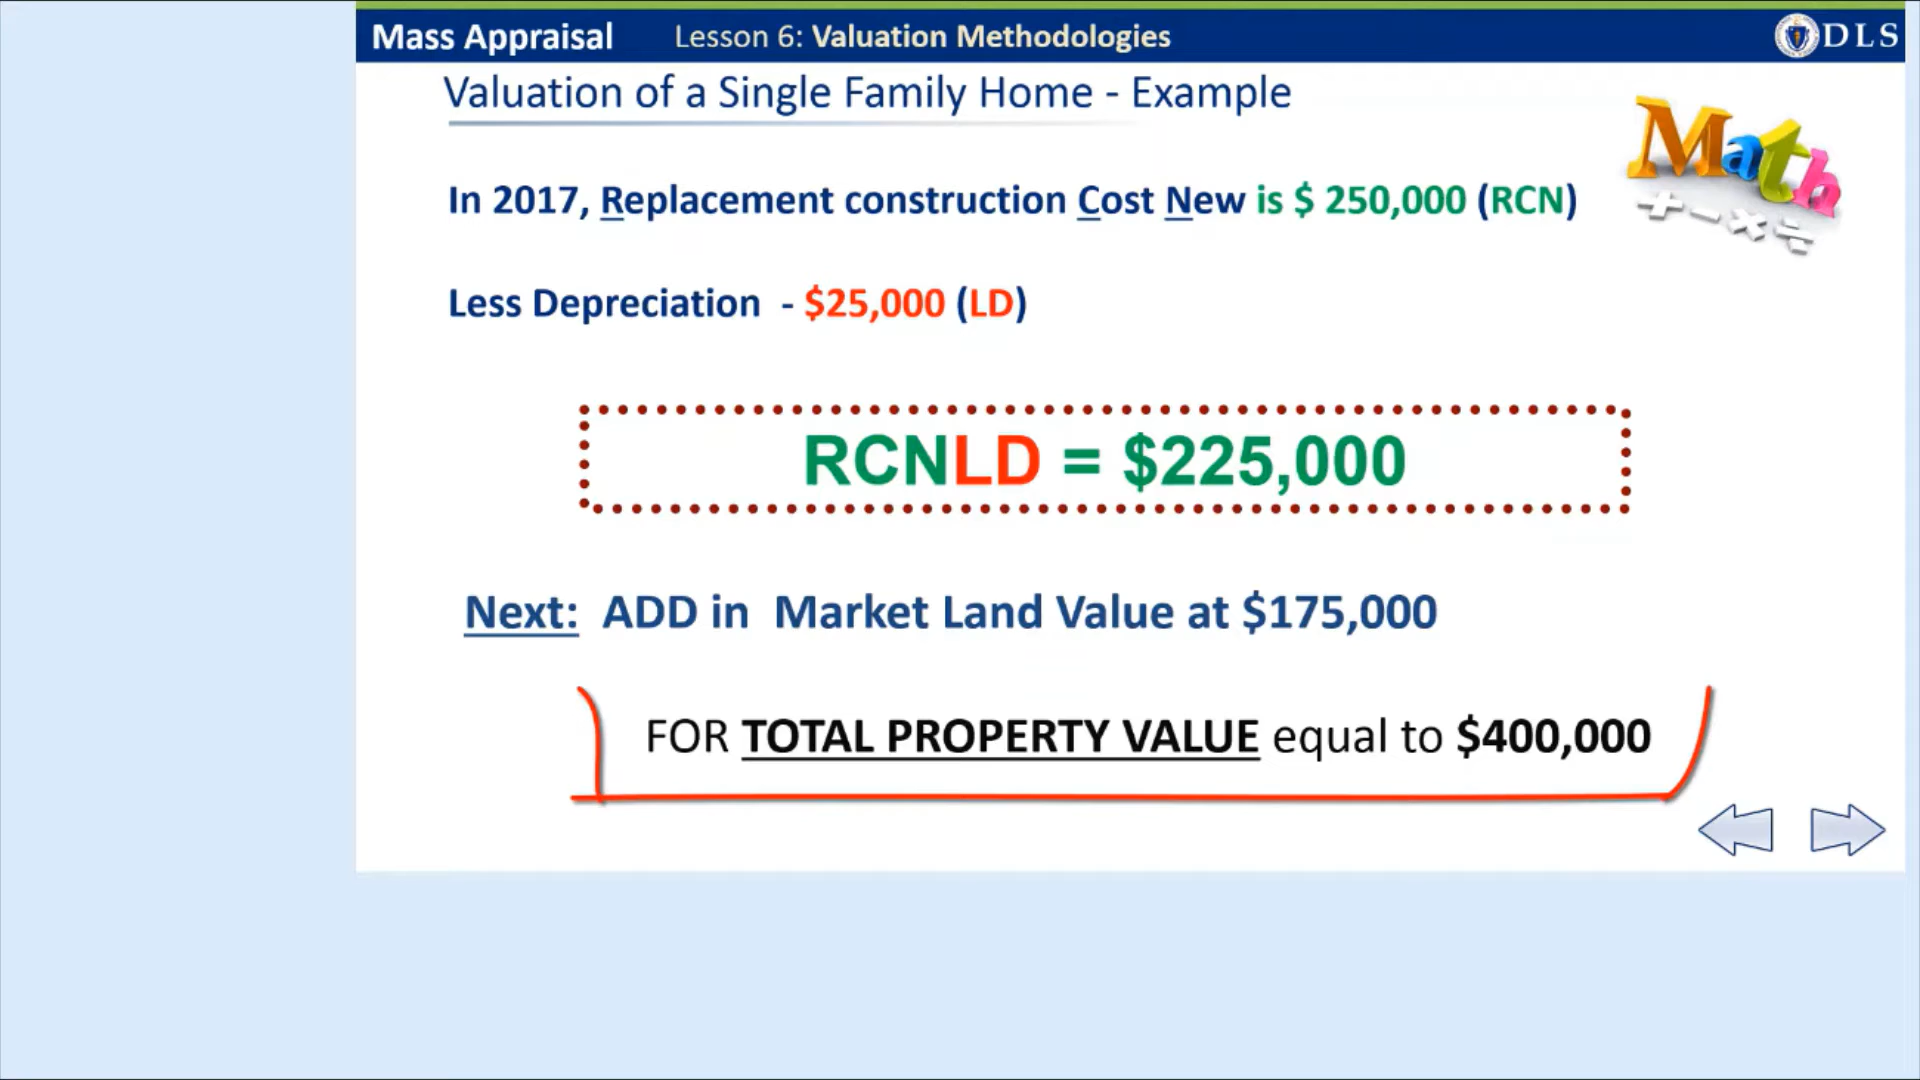 Mass Appraisal Lesson 6: Valuation Methodologies DLS
Valuation of a Single Family Home - Example
Math
In 2017, Replacement construction Cost New is $ 250,000 (RCN)
+ - × ÷
Less Depreciation - $25,000 (LD)
RCNLD = $225,000
Next: ADD in Market Land Value at $175,000
FOR TOTAL PROPERTY VALUE equal to $400,000